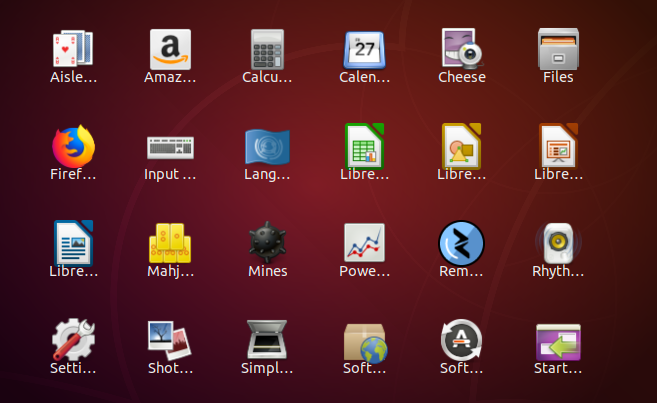 27
Aisle...
Amaz...
Calcu...
Calen...
Cheese
Files
Firef...
Input ...
Lang...
Libre...
Libre...
Libre...
Libre...
Mahj...
Mines
Powe...
Rem...
Rhyth...
Setti...
Shot...
Simpl...
Soft...
Soft...
Start...